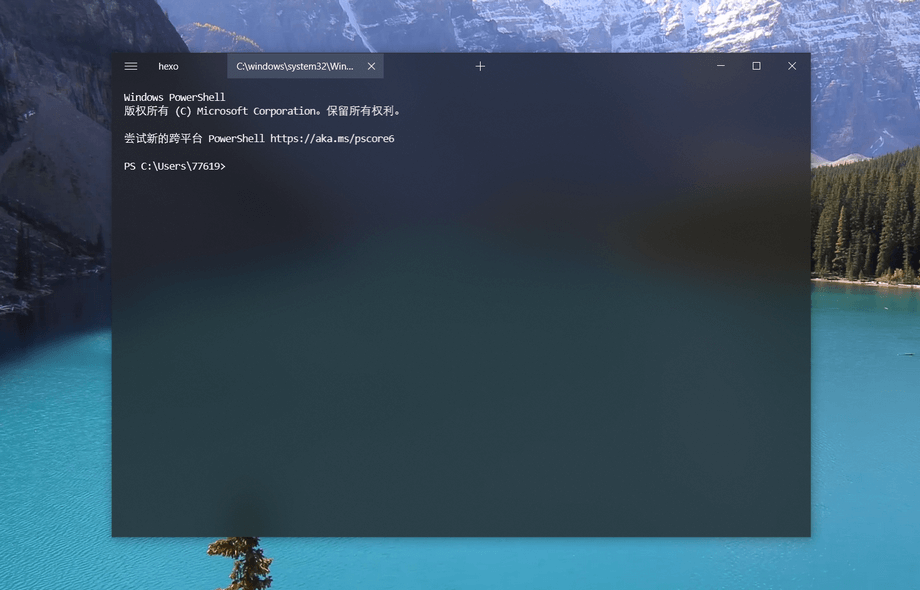 hexo
C:\windows\system32\Win...
Windows PowerShell
版权所有 (C) Microsoft Corporation。保留所有权利。
尝试新的跨平台 PowerShell https://aka.ms/pscore6
PS C:\Users\77619>